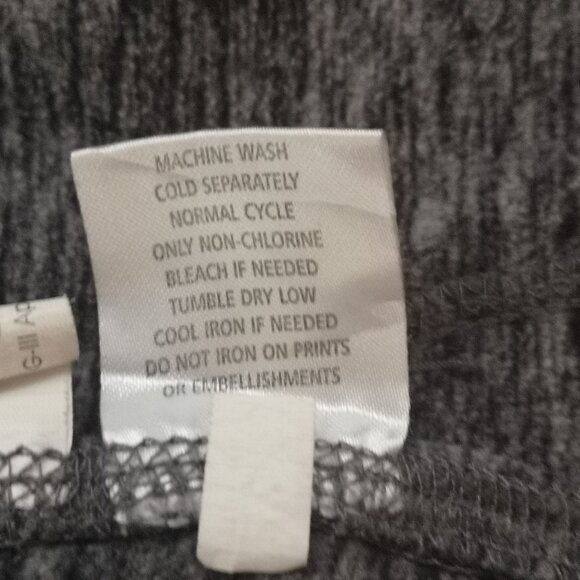 MACHINE WASH
COLD SEPARATELY
NORMAL CYCLE
ONLY NON-CHLORINE
BLEACH IF NEEDED
TUMBLE DRY LOW
COOL IRON IF NEEDED
DO NOT IRON ON PRINTS
OR EMBELLISHMENTS
G-III